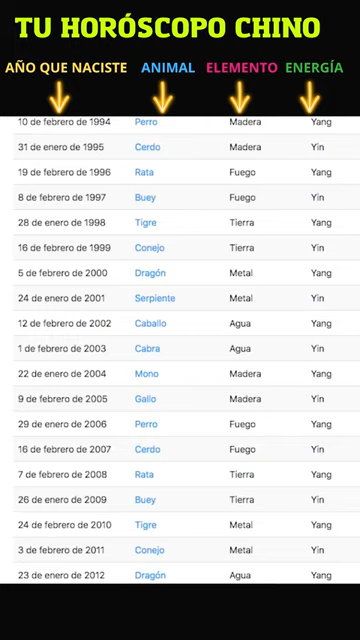 TU HORÓSCOPO CHINO
AÑO QUE NACISTE ANIMAL ELEMENTO ENERGÍA
10 de febrero de 1994 Perro Madera Yang
31 de enero de 1995 Cerdo Madera Yin
19 de febrero de 1996 Rata Fuego Yang
8 de febrero de 1997 Buey Fuego Yin
28 de enero de 1998 Tigre Tierra Yang
16 de febrero de 1999 Conejo Tierra Yin
5 de febrero de 2000 Dragón Metal Yang
24 de enero de 2001 Serpiente Metal Yin
12 de febrero de 2002 Caballo Agua Yang
1 de febrero de 2003 Cabra Agua Yin
22 de enero de 2004 Mono Madera Yang
9 de febrero de 2005 Gallo Madera Yin
29 de enero de 2006 Perro Fuego Yang
16 de febrero de 2007 Cerdo Fuego Yin
7 de febrero de 2008 Rata Tierra Yang
26 de enero de 2009 Buey Tierra Yin
24 de febrero de 2010 Tigre Metal Yang
3 de febrero de 2011 Conejo Metal Yin
23 de enero de 2012 Dragón Agua Yang